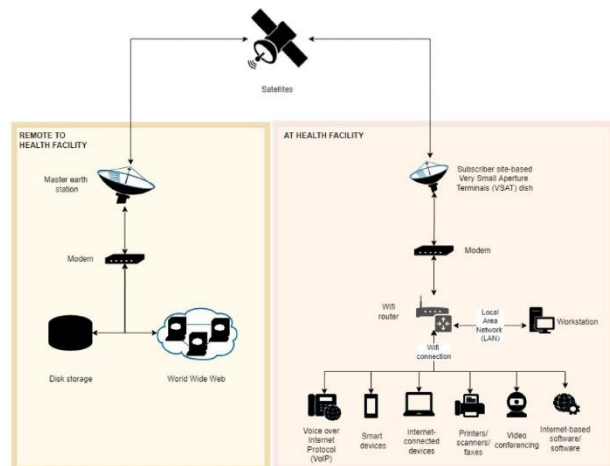 Satellites
REMOTE TO
HEALTH FACILITY
Master earth
station
Modem
Disk storage
World Wide Web
AT HEALTH FACILITY
Subscriber site-based
Very Small Aperture
Terminals (VSAT) dish
Modem
Wifi
router
Local
Area
Network
(LAN)
Workstation
Wifi
connection
Voice over
Internet
Protocol
(VoIP)
Smart
devices
Internet-
connected
devices
Printers/
scanners/
faxes
Video
conferencing
Internet-based
software/
software